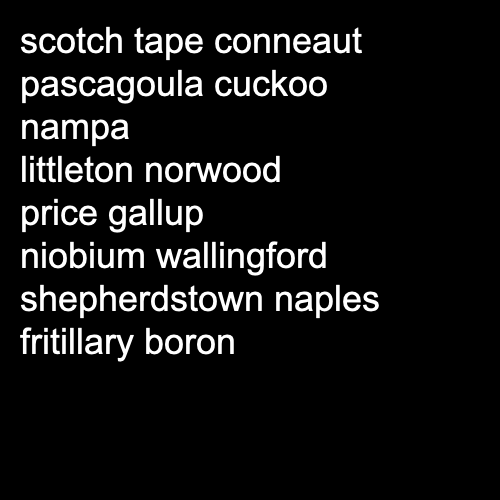 scotch tape conneaut
pascagoula cuckoo
nampa
littleton norwood
price gallup
niobium wallingford
shepherdstown naples
fritillary boron